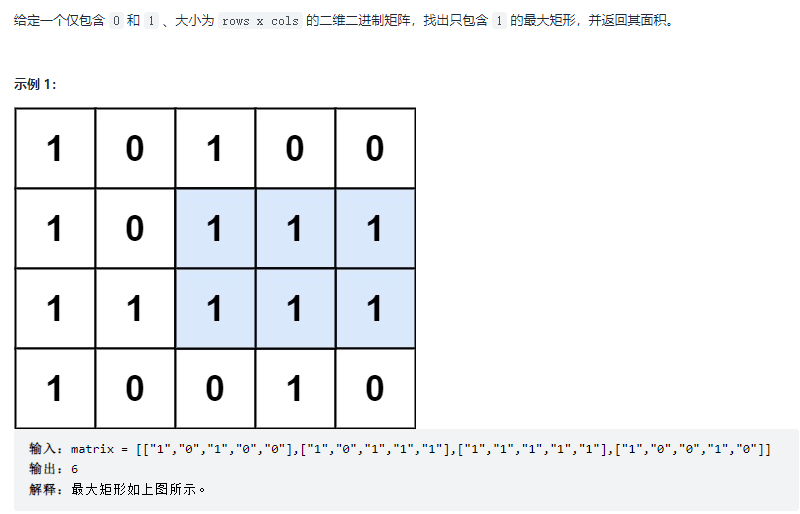 给定一个仅包含 0 和 1 、大小为 rows x cols 的二维二进制矩阵，找出只包含 1 的最大矩形，并返回其面积。
示例 1：
1 0 1 0 0
1 0 1 1 1
1 1 1 1 1
1 0 0 1 0
输入：matrix = [["1","0","1","0","0"],["1","0","1","1","1"],["1","1","1","1","1"],["1","0","0","1","0"]]
输出：6
解释：最大矩形如上图所示。